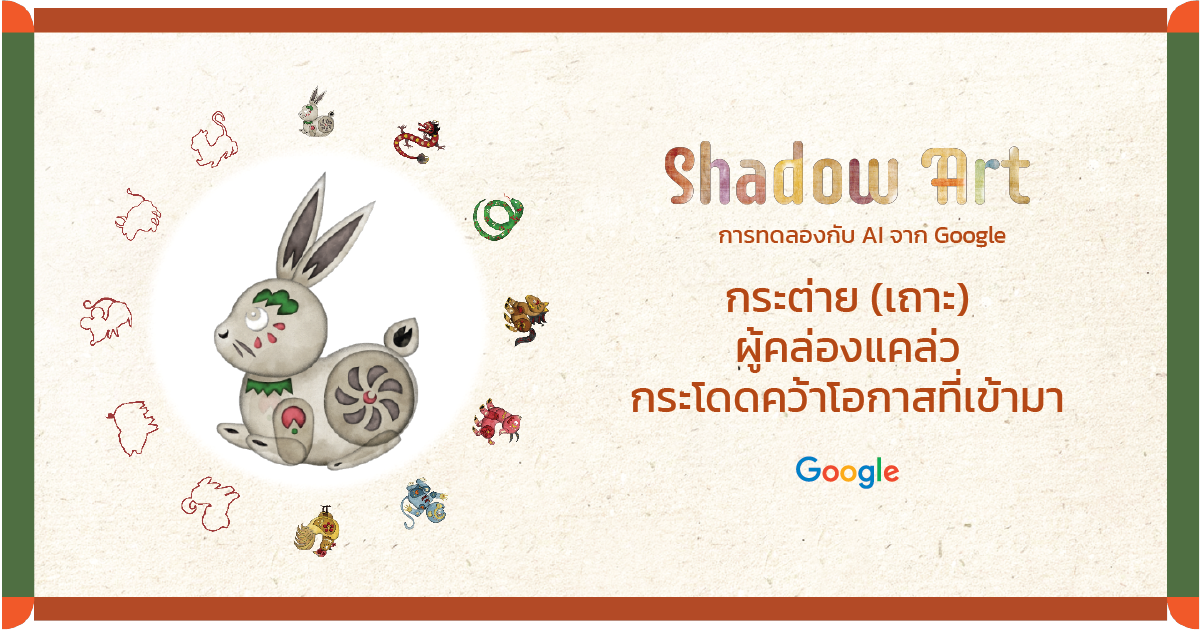 Shadow Art
การทดลองกับ AI จาก Google
กระต่าย (เถาะ)
ผู้คล่องแคล่ว
กระโดดคว้าโอกาสที่เข้ามา
Google